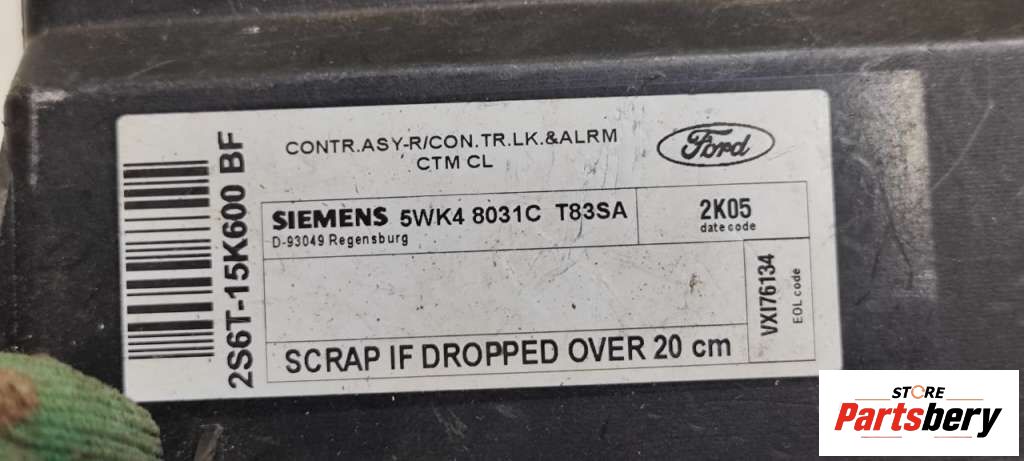 CONTR.ASY-R/CON.TR.LK.&ALRM
CTM CL
Ford
2S6T-15K600 BF
SIEMENS 5WK4 8031C T83SA
D-93049 Regensburg
2K05
date code
VXI76134
EOL code
SCRAP IF DROPPED OVER 20 cm
STORE
Partsbery